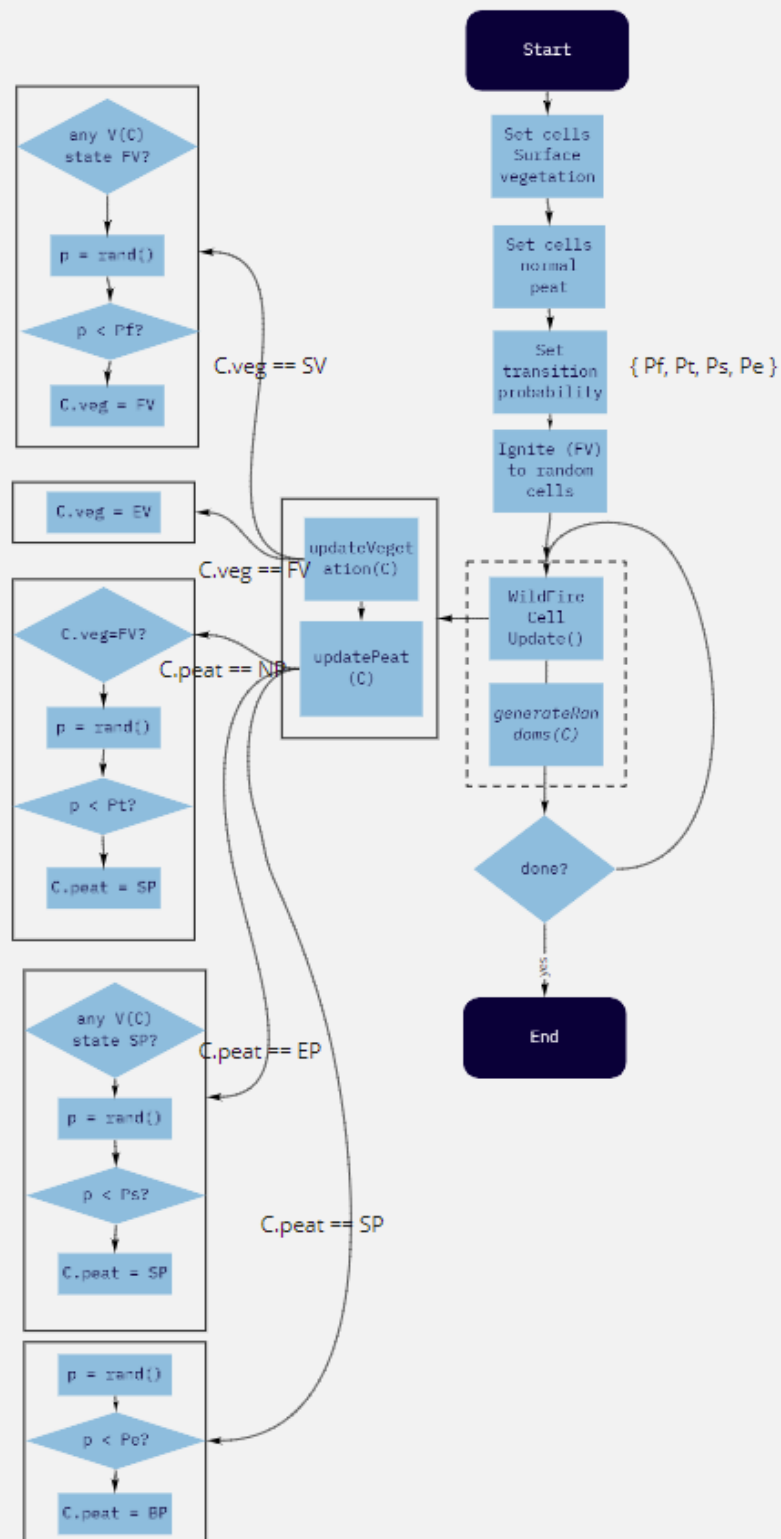 Start
Set cells
Surface
vegetation
Set cells
normal
peat
Set
transition
probability
{ Pf, Pt, Ps, Pe }
Ignite (FV)
to random
cells
WildFire
Cell
Update()
generateRan
doms(C)
done?
yes
End
updateVeget
ation(C)
updatePeat
(C)
C.veg == SV
any V(C)
state FV?
p = rand()
p < Pf?
C.veg = FV
C.veg == FV
C.veg = EV
C.peat == NP
C.veg=FV?
p = rand()
p < Pt?
C.peat = SP
C.peat == EP
any V(C)
state SP?
p = rand()
p < Ps?
C.peat = SP
C.peat == SP
p = rand()
p < Pe?
C.peat = BP